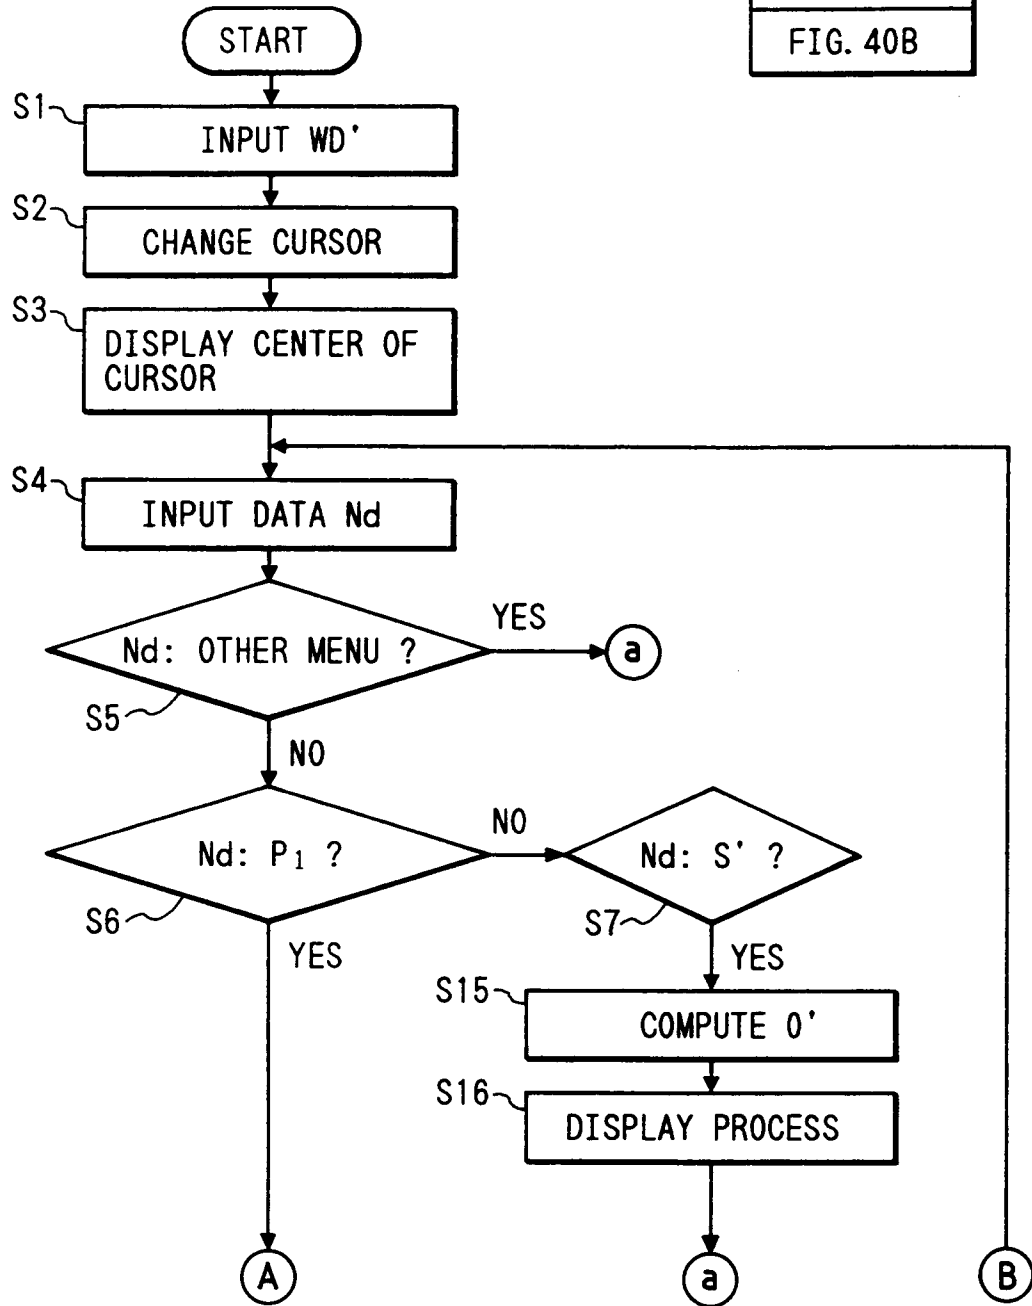 FIG. 40B
START
S1
INPUT WD'
S2
CHANGE CURSOR
S3
DISPLAY CENTER OF
CURSOR
S4
INPUT DATA Nd
Nd: OTHER MENU ?
YES
a
S5
NO
Nd: P₁ ?
NO
Nd: S' ?
S6
S7
YES
YES
S15
COMPUTE O'
S16
DISPLAY PROCESS
A
a
B